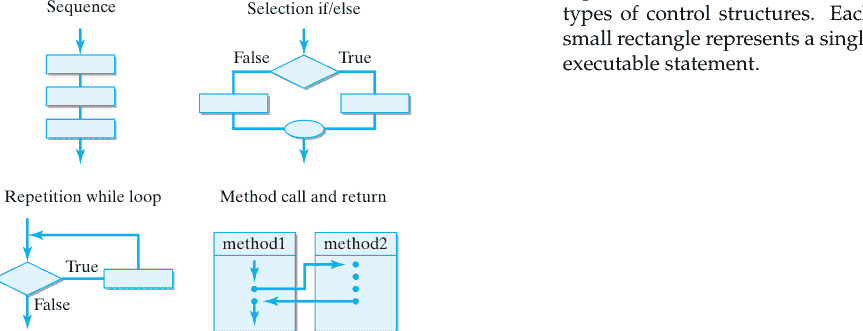 Sequence
Selection if/else
False
True
Repetition while loop
True
False
Method call and return
method1
method2
types of control structures. Each
small rectangle represents a singl
executable statement.